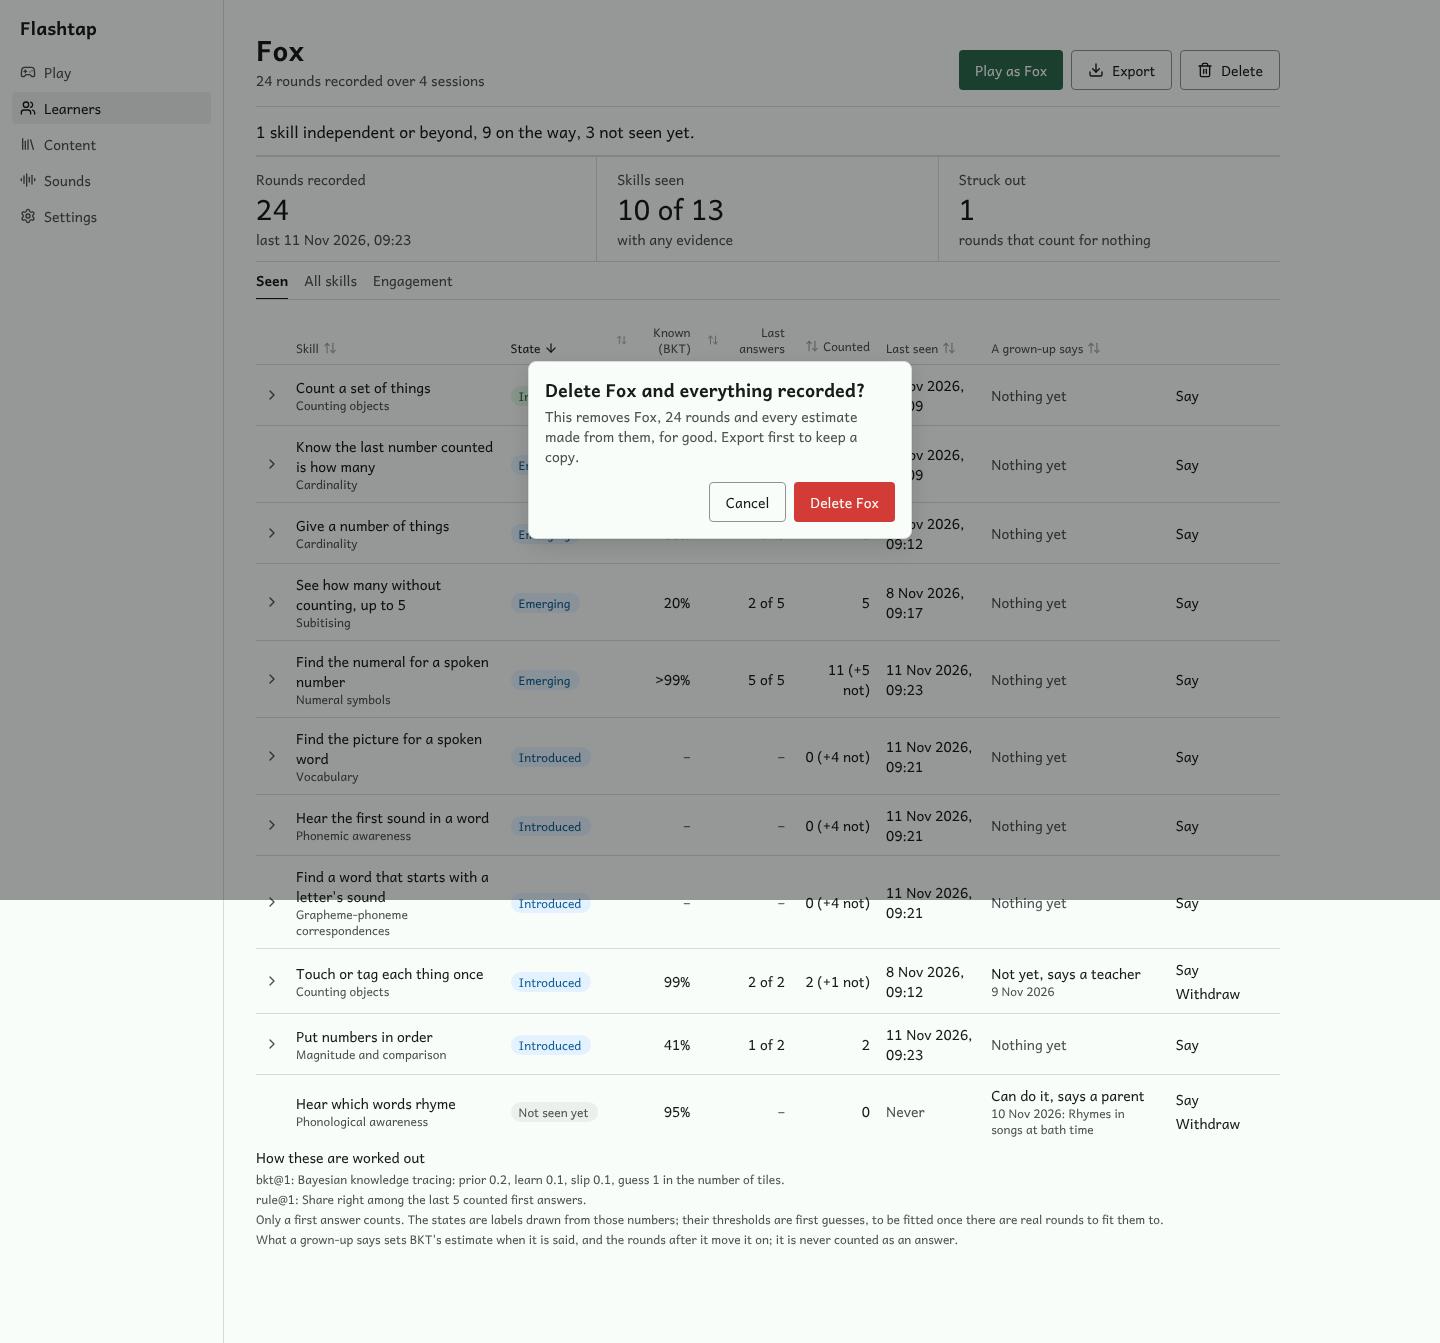 Flashtap
Play
Learners
Content
Sounds
Settings
Fox
24 rounds recorded over 4 sessions
Play as Fox
Export
Delete
1 skill independent or beyond, 9 on the way, 3 not seen yet.
Rounds recorded
24
last 11 Nov 2026, 09:23
Skills seen
10 of 13
with any evidence
Struck out
1
rounds that count for nothing
Seen All skills Engagement
Skill State Known (BKT) Last answers Counted Last seen A grown-up says
Delete Fox and everything recorded?
This removes Fox, 24 rounds and every estimate
made from them, for good. Export first to keep a
copy.
Cancel
Delete Fox
Count a set of things
Counting objects
Nothing yet
Say
Know the last number counted
is how many
Cardinality
Nothing yet
Say
Give a number of things
Cardinality
09:12
Nothing yet
Say
See how many without
counting, up to 5
Subitising
Emerging
20%
2 of 5
5
8 Nov 2026,
09:17
Nothing yet
Say
Find the numeral for a spoken
number
Numeral symbols
Emerging
>99%
5 of 5
11 (+5
not)
11 Nov 2026,
09:23
Nothing yet
Say
Find the picture for a spoken
word
Vocabulary
Introduced
–
–
0 (+4 not)
11 Nov 2026,
09:21
Nothing yet
Say
Hear the first sound in a word
Phonemic awareness
Introduced
–
–
0 (+4 not)
11 Nov 2026,
09:21
Nothing yet
Say
Find a word that starts with a
letter's sound
Grapheme-phoneme
correspondences
Introduced
–
–
0 (+4 not)
11 Nov 2026,
09:21
Nothing yet
Say
Touch or tag each thing once
Counting objects
Introduced
99%
2 of 2
2 (+1 not)
8 Nov 2026,
09:12
Not yet, says a teacher
9 Nov 2026
Say
Withdraw
Put numbers in order
Magnitude and comparison
Introduced
41%
1 of 2
2
11 Nov 2026,
09:23
Nothing yet
Say
Hear which words rhyme
Phonological awareness
Not seen yet
95%
–
0
Never
Can do it, says a parent
10 Nov 2026: Rhymes in
songs at bath time
Say
Withdraw
How these are worked out
bkt@1: Bayesian knowledge tracing: prior 0.2, learn 0.1, slip 0.1, guess 1 in the number of tiles.
rule@1: Share right among the last 5 counted first answers.
Only a first answer counts. The states are labels drawn from those numbers; their thresholds are first guesses, to be fitted once there are real rounds to fit them to.
What a grown-up says sets BKT's estimate when it is said, and the rounds after it move it on; it is never counted as an answer.